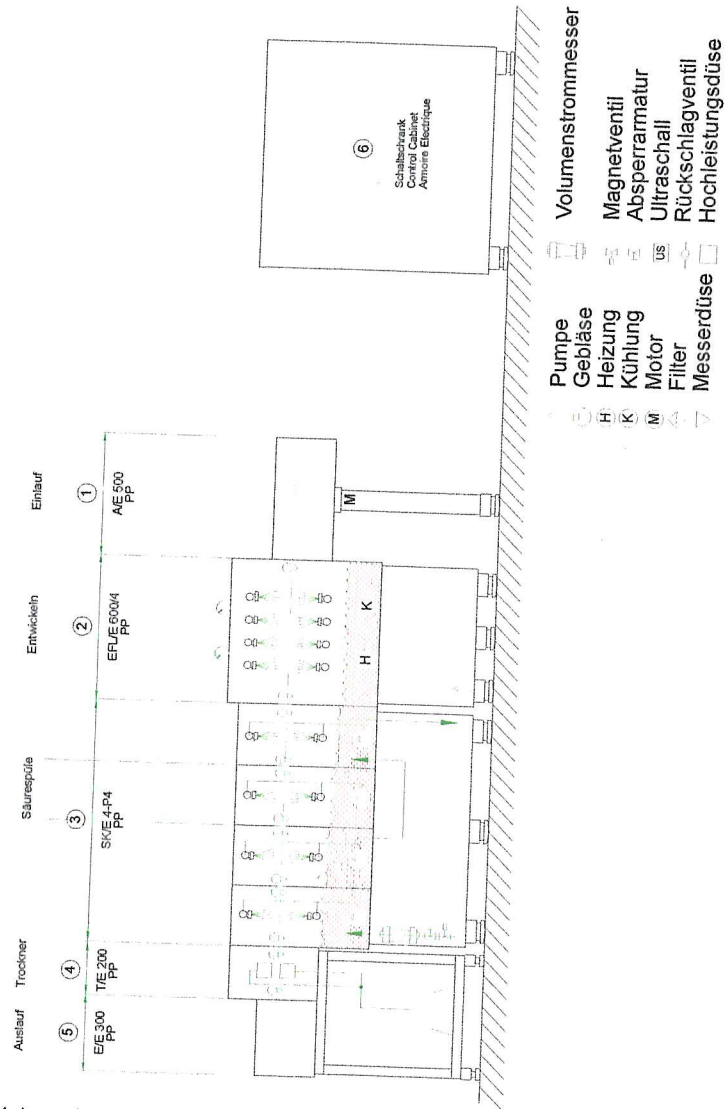 Auslauf
Trockner
Säurespüle
Entwickeln
Einlauf
5
4
3
2
1
E/E 300
PP
T/E 200
PP
SK/E 4-P4
PP
EFL/E 600/4
PP
A/E 500
PP
H
K
M
6
Schaltschrank
Control Cabinet
Armoire Electrique
Pumpe
Gebläse
H Heizung
K Kühlung
M Motor
Filter
Messerdüse
Volumenstrommesser
Magnetventil
Absperrarmatur
US Ultraschall
Rückschlagventil
Hochleistungsdüse